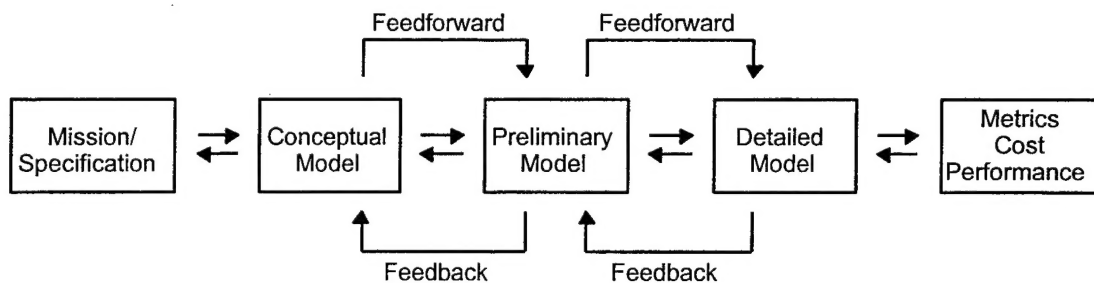 Feedforward
Feedforward
Mission/
Specification
Conceptual
Model
Preliminary
Model
Detailed
Model
Metrics
Cost
Performance
Feedback
Feedback